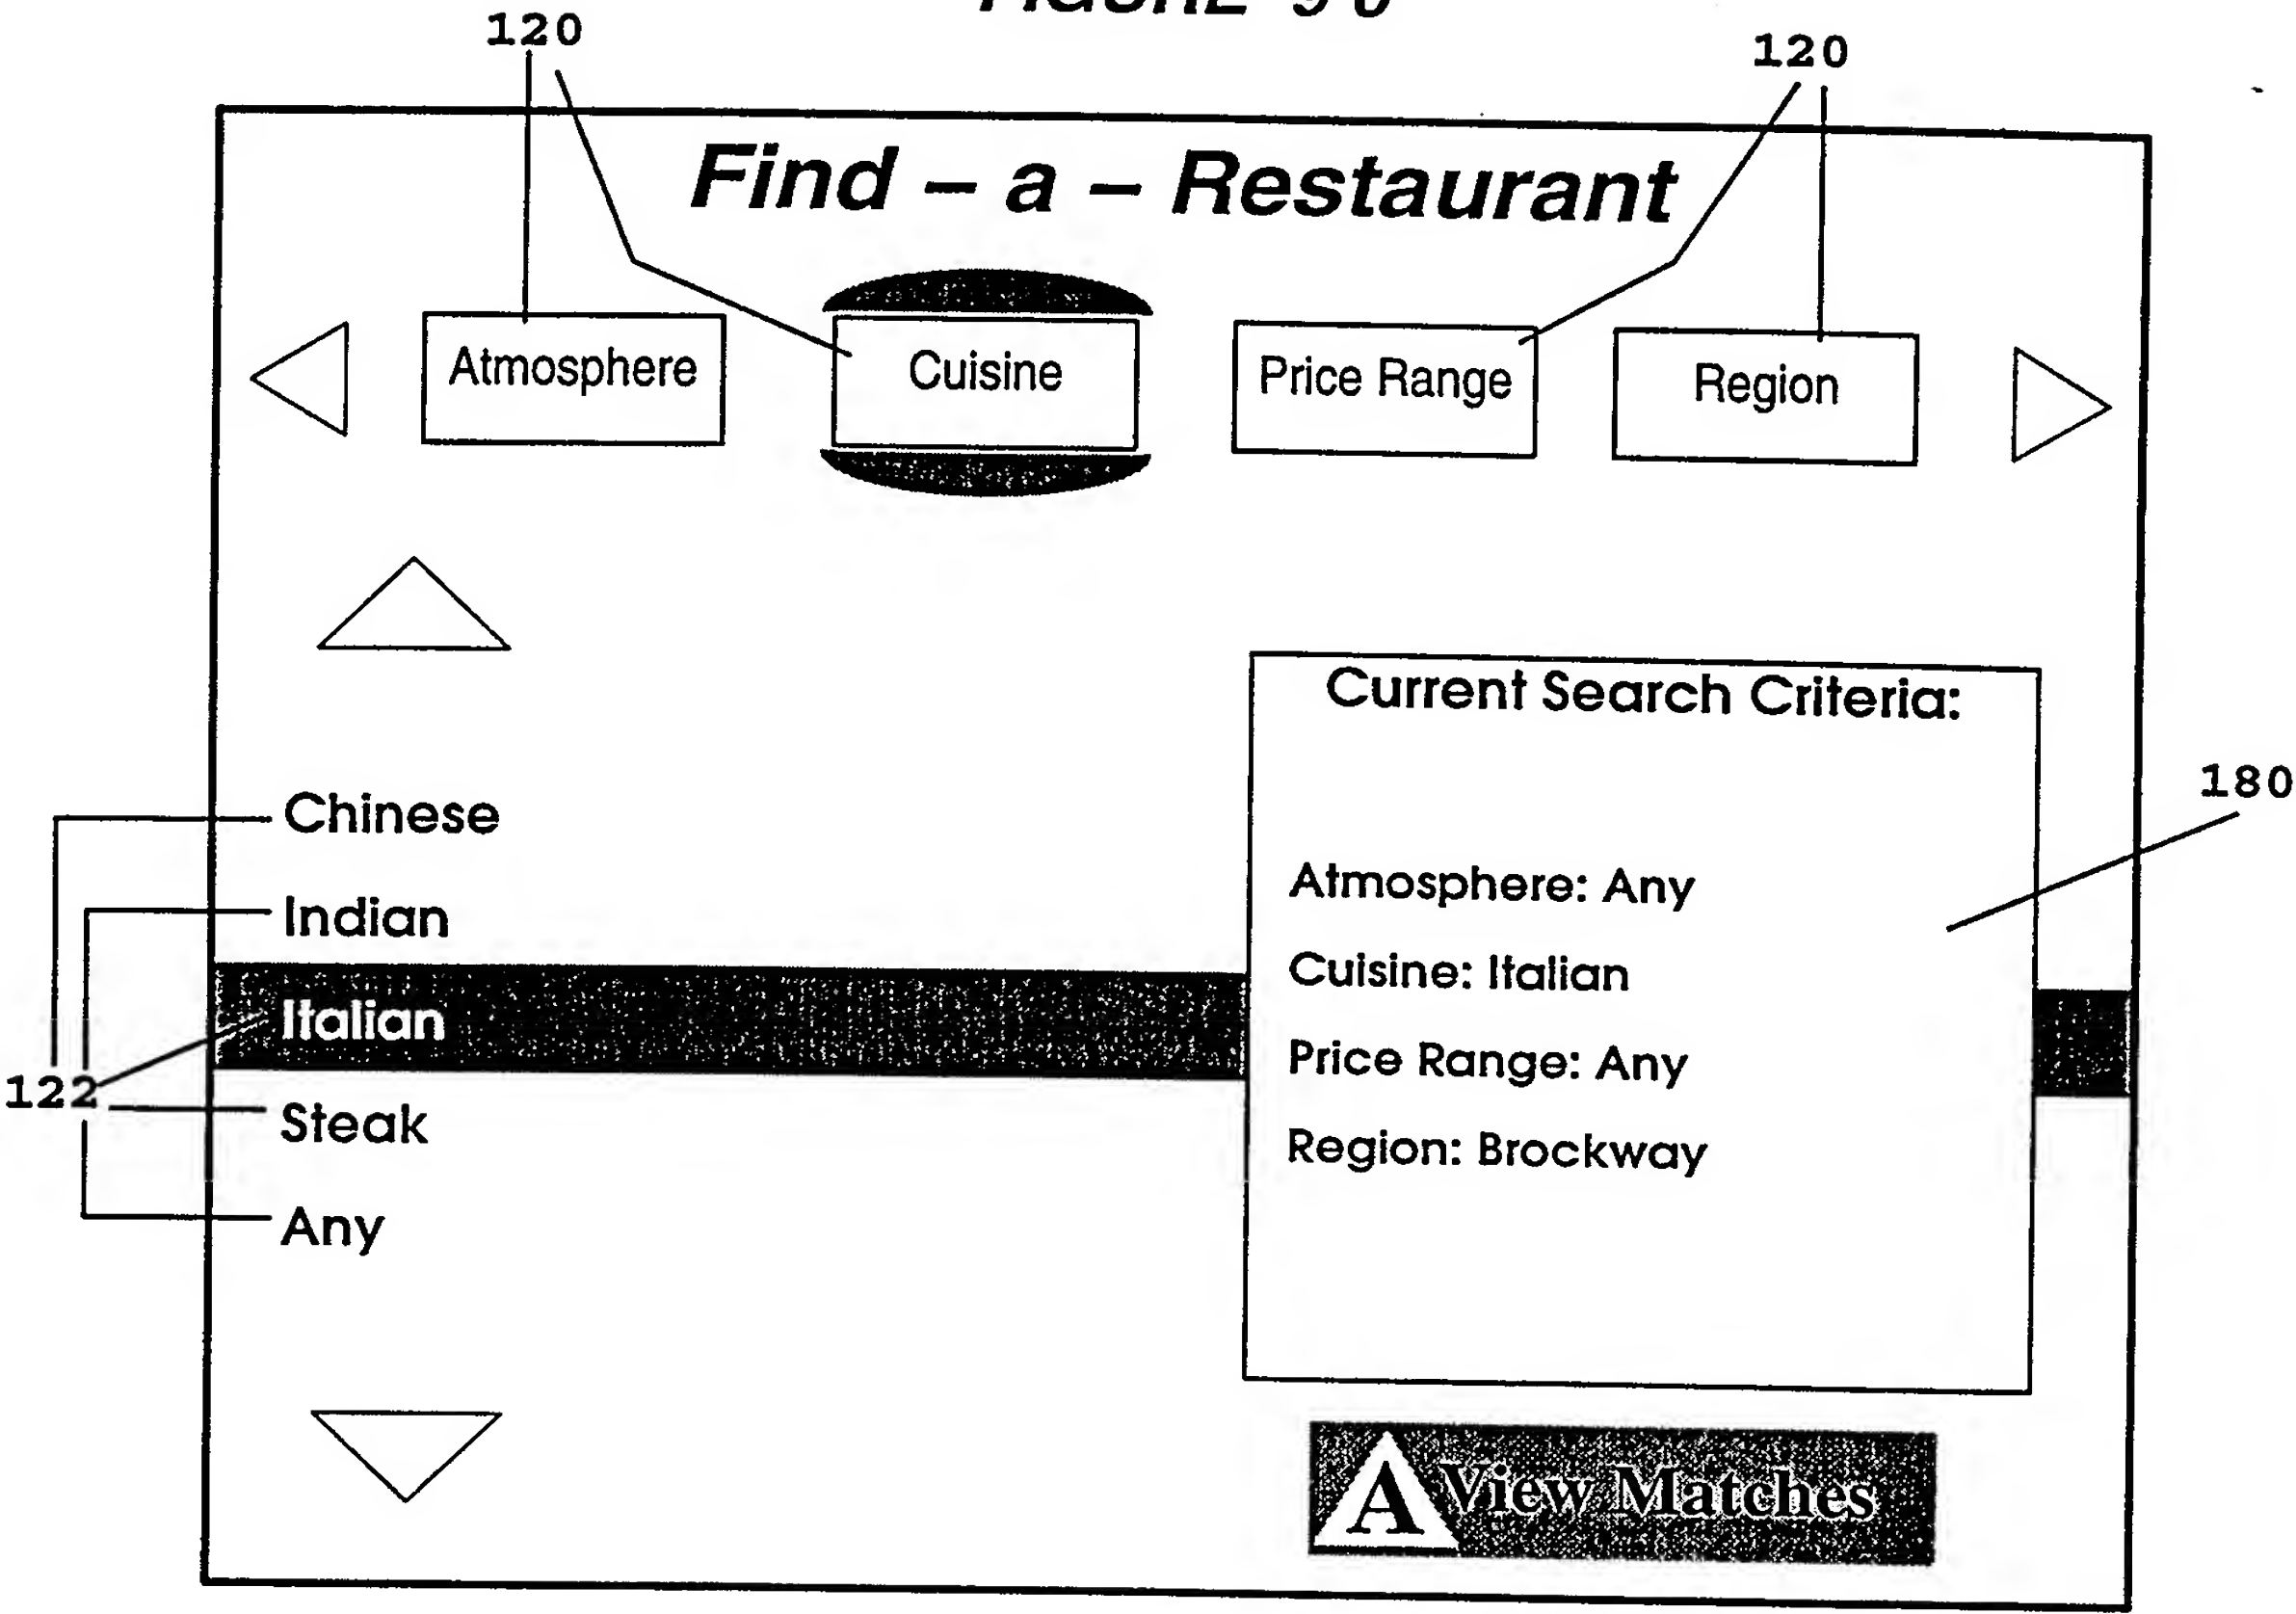 120
120
Find – a – Restaurant
Atmosphere
Cuisine
Price Range
Region
Current Search Criteria:
180
Chinese
Atmosphere: Any
Indian
Cuisine: Italian
Italian
Price Range: Any
122
Steak
Region: Brockway
Any
A View Matches